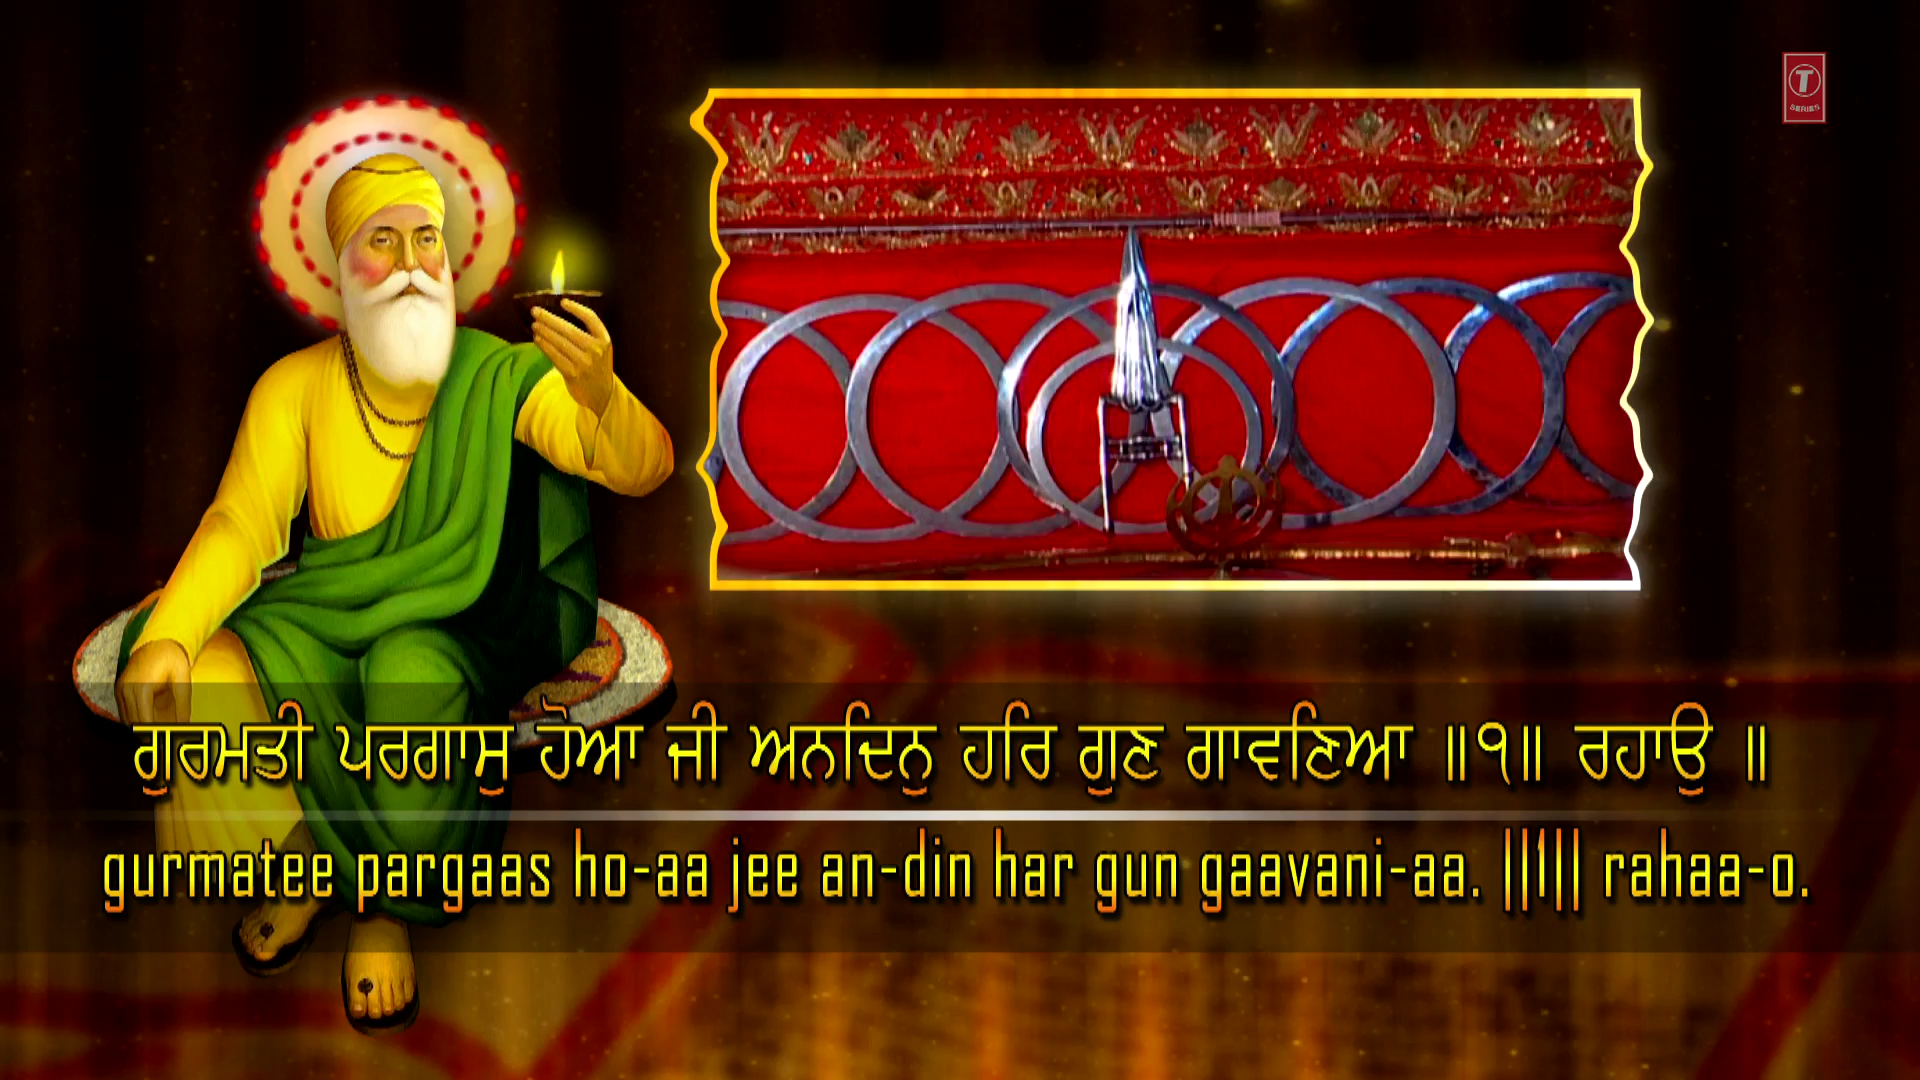 T
SERIES
ਗੁਰਮਤੀ ਪਰਗਾਸੁ ਹੋਆ ਜੀ ਅਨਦਿਨੁ ਹਰਿ ਗੁਣ ਗਾਵਣਿਆ ॥੧॥ ਰਹਾਉ ॥
gurmatee pargaas ho-aa jee an-din har gun gaavani-aa. ||1|| rahaa-o.